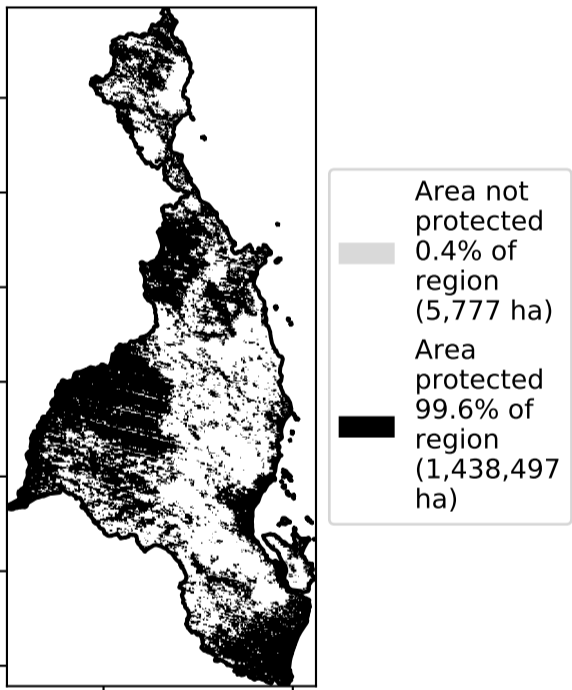 Area not
protected
0.4% of
region
(5,777 ha)
Area
protected
99.6% of
region
(1,438,497
ha)